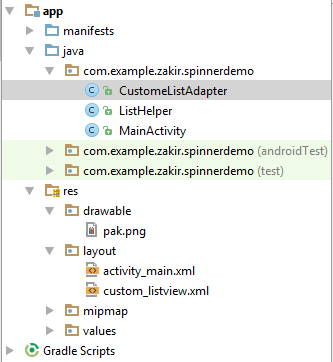 app
manifests
java
com.example.zakir.spinnerdemo
CustomeListAdapter
ListHelper
MainActivity
com.example.zakir.spinnerdemo (androidTest)
com.example.zakir.spinnerdemo (test)
res
drawable
pak.png
layout
activity_main.xml
custom_listview.xml
mipmap
values
Gradle Scripts